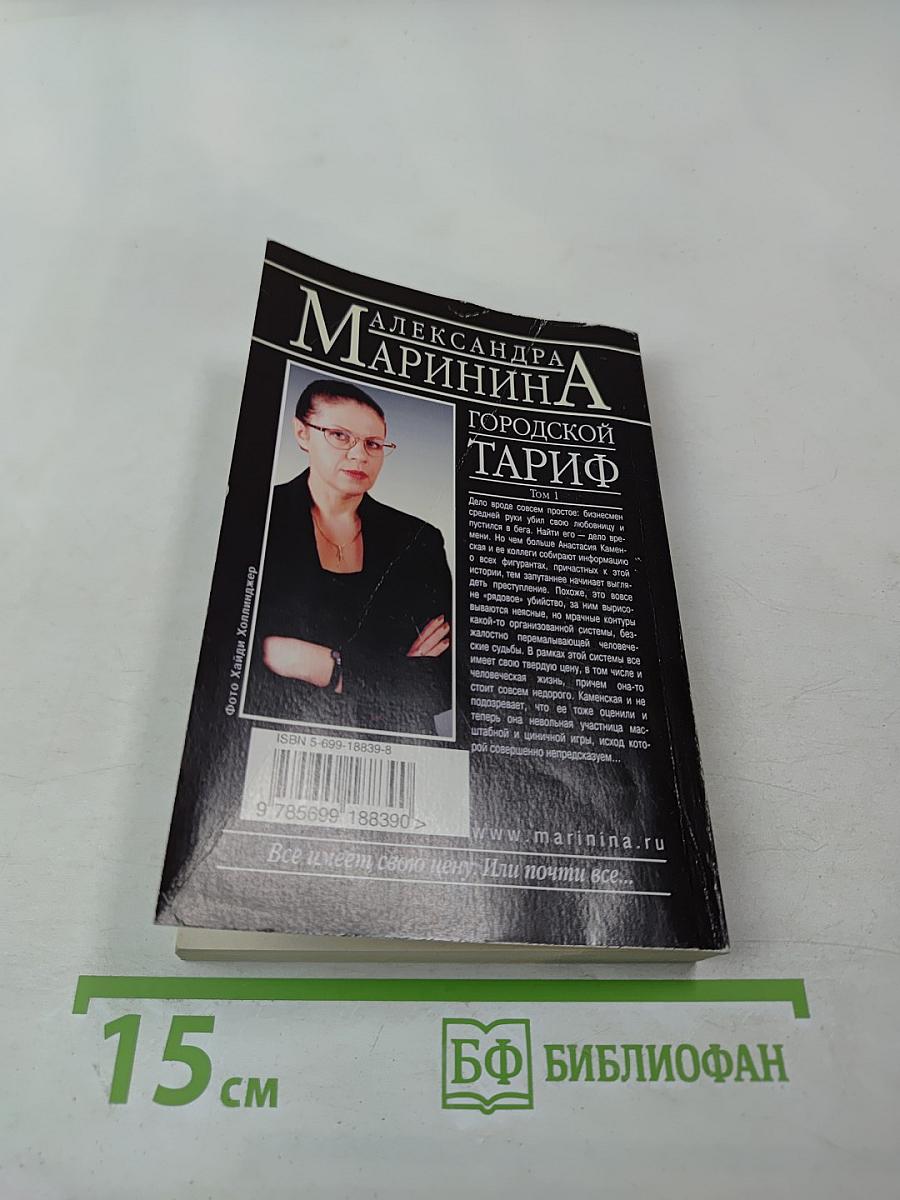 АЛЕКСАНДРА
МАРИНИНА
ГОРОДСКОЙ
ТАРИФ
Том 1
Дело вроде совсем простое: бизнесмен
средней руки убил свою любовницу и
пустился в бега. Найти его — дело вре-
мени. Но чем больше Анастасия Камен-
ская и ее коллеги собирают информацию
о всех фигурантах, причастных к этой
истории, тем запутаннее начинает выгля-
деть преступление. Похоже, это вовсе
не «рядовое» убийство, за ним вырисо-
вываются неясные, но мрачные контуры
какой-то организованной системы, без-
жалостно перемалывающей человече-
ские судьбы. В рамках этой системы все
имеет свою твердую цену, в том числе и
человеческая жизнь, причем она-то
стоит совсем недорого. Каменская и не
подозревает, что ее тоже оценили и
теперь она невольная участница мас-
штабной и циничной игры, исход кото-
рой совершенно непредсказуем...
Фото Хайди Холлинджер
ISBN 5-699-18839-8
9 785699 188390 >
www.marinina.ru
Все имеет свою цену. Или почти все...
15 см
БФ БИБЛИОФАН